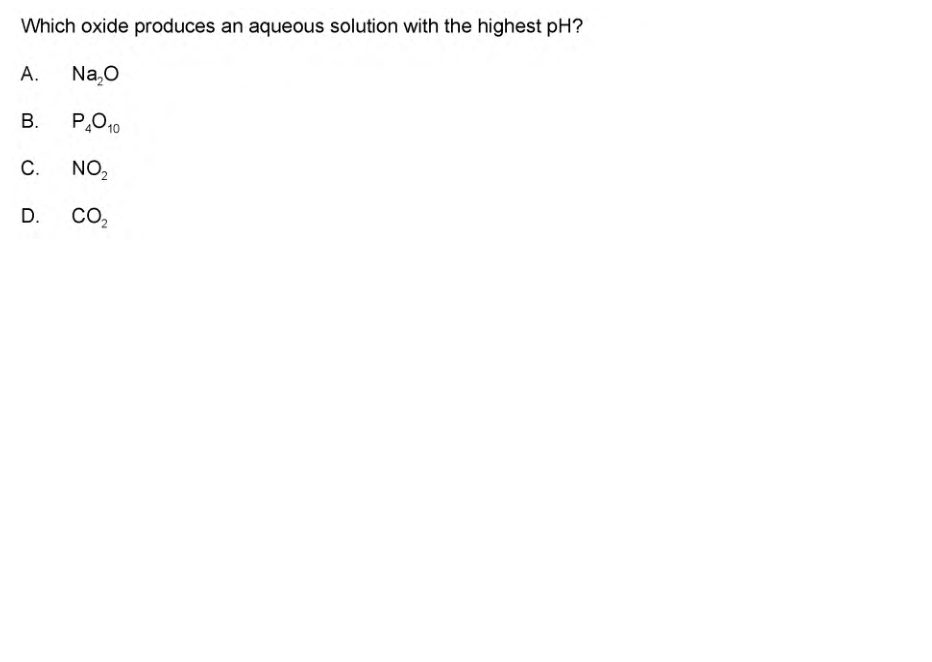 Which oxide produces an aqueous solution with the highest pH?
A. Na₂O
B. P₄O₁₀
C. NO₂
D. CO₂